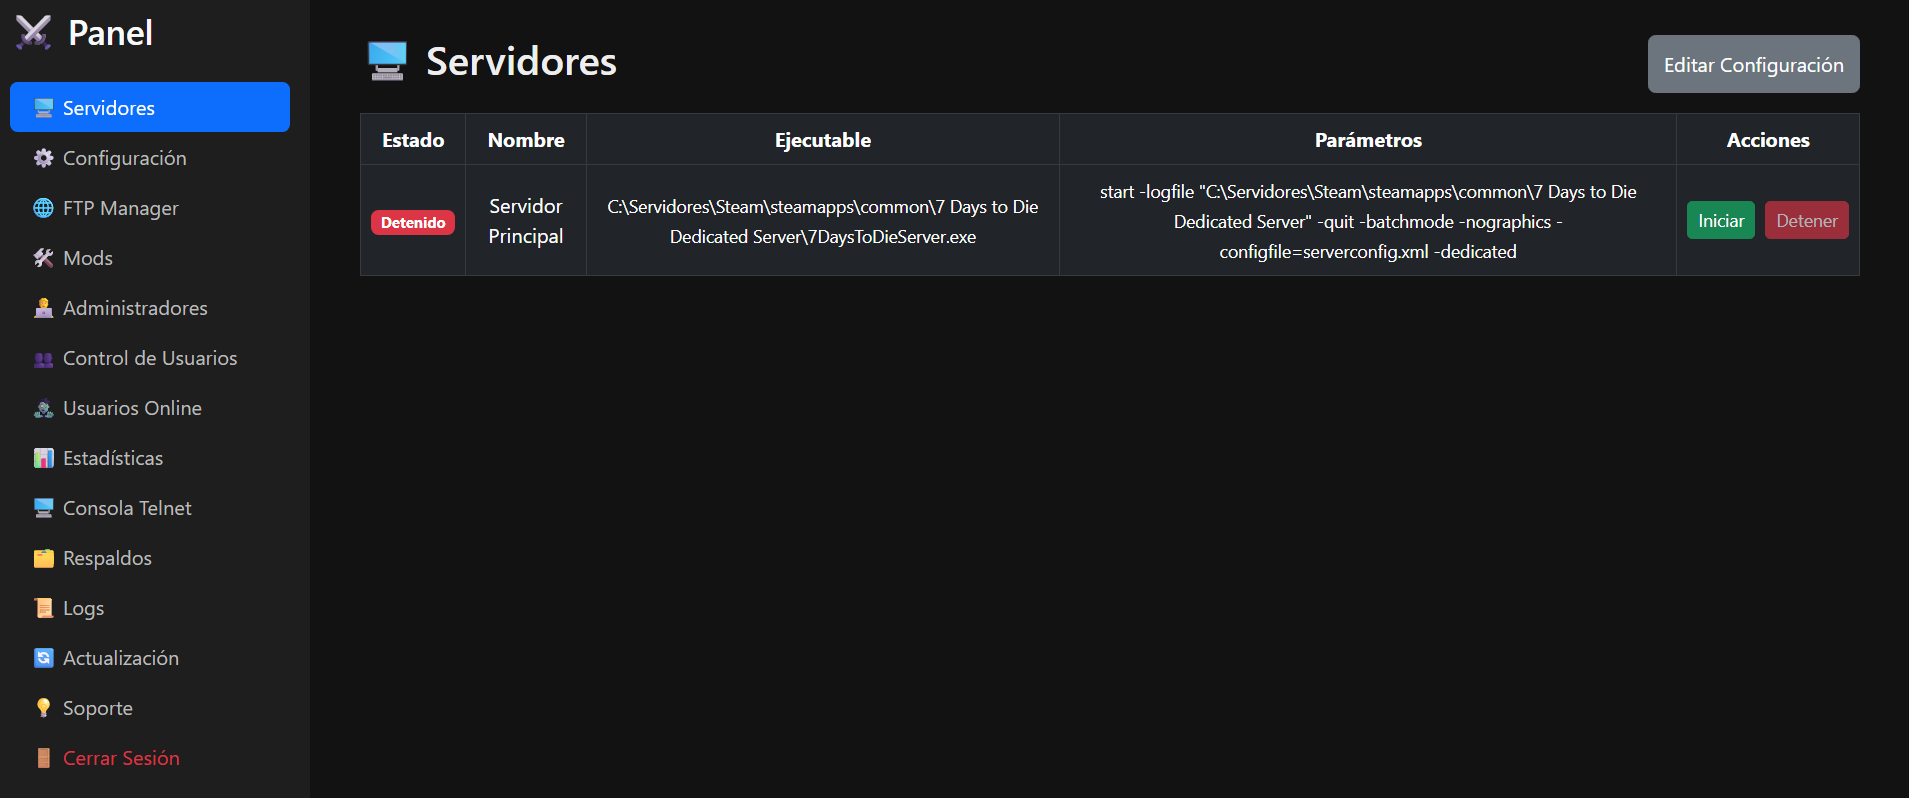 Panel
Servidores
Configuración
FTP Manager
Mods
Administradores
Control de Usuarios
Usuarios Online
Estadísticas
Consola Telnet
Respaldos
Logs
Actualización
Soporte
Cerrar Sesión
Servidores
Editar Configuración
Estado Nombre Ejecutable Parámetros Acciones
Detenido
Servidor
Principal
C:\Servidores\Steam\steamapps\common\7 Days to Die
Dedicated Server\7DaysToDieServer.exe
start -logfile "C:\Servidores\Steam\steamapps\common\7 Days to Die
Dedicated Server" -quit -batchmode -nographics -
configfile=serverconfig.xml -dedicated
Iniciar Detener